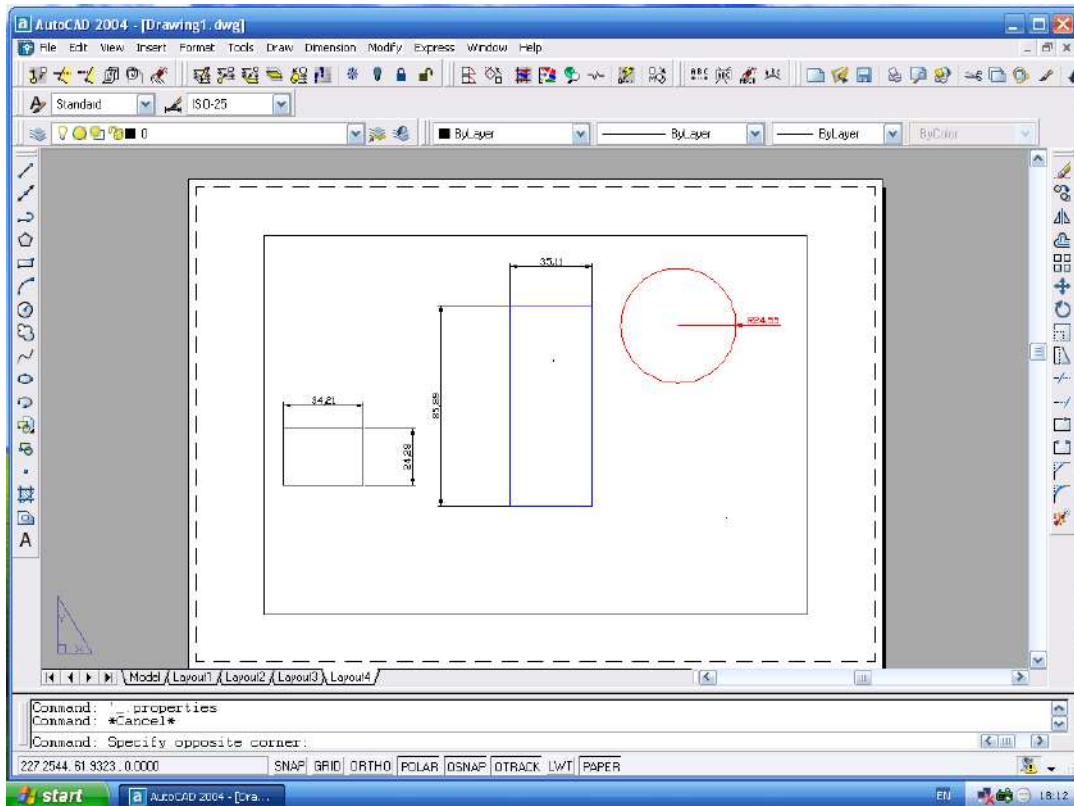 AutoCAD 2004 - [Drawing1.dwg]
File Edit View Insert Format Tools Draw Dimension Modify Express Window Help
Standard ISO-25
0 ByLayer ByLayer ByLayer ByColor
35,11
R24,55
85,88
34,21
24,29
Model Layout1 Layout2 Layout3 Layout4
Command: '_.properties
Command: *Cancel*
Command: Specify opposite corner:
227.2544, 61.9323, 0.0000 SNAP GRID ORTHO POLAR OSNAP OTRACK LWT PAPER
start AutoCAD 2004 - [Dra... EN 18:12